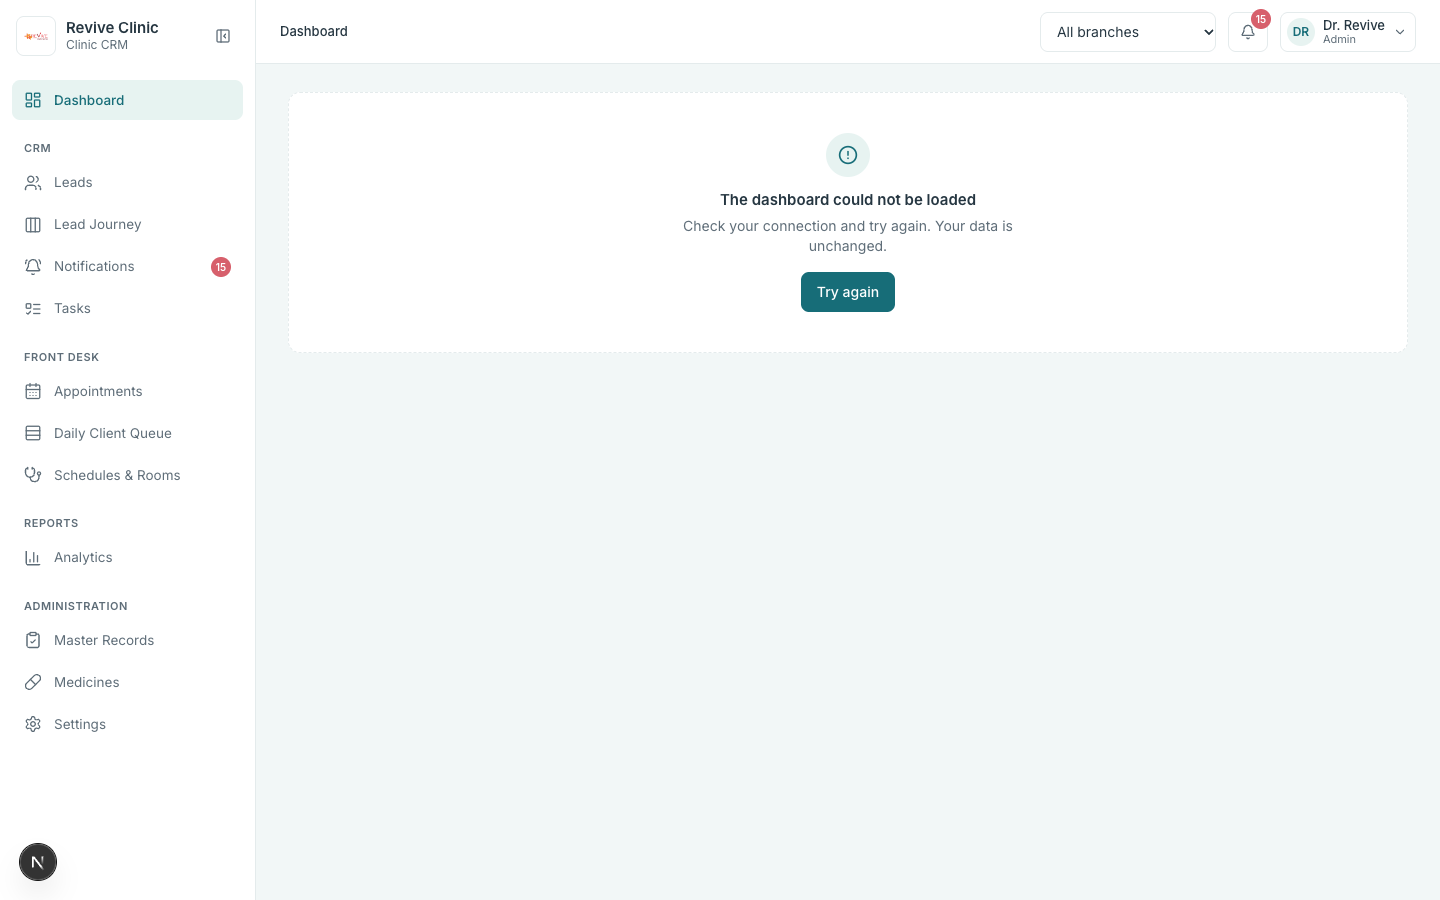 Revive Clinic
Clinic CRM
Dashboard
CRM
Leads
Lead Journey
Notifications 15
Tasks
FRONT DESK
Appointments
Daily Client Queue
Schedules & Rooms
REPORTS
Analytics
ADMINISTRATION
Master Records
Medicines
Settings
N
Dashboard
All branches
15
DR
Dr. Revive
Admin
The dashboard could not be loaded
Check your connection and try again. Your data is
unchanged.
Try again